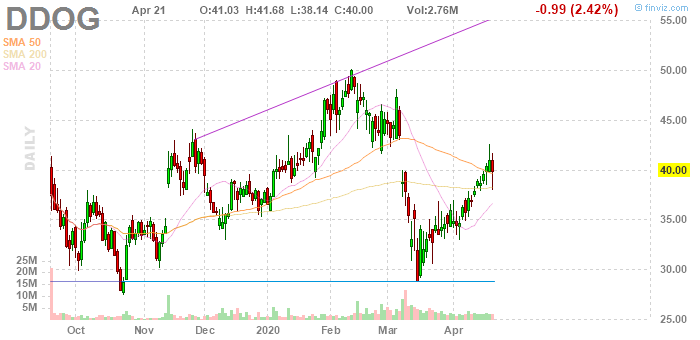 DDOG
Apr 21 O:41.03 H:41.68 L:38.14 C:40.00 Vol:2.76M -0.99 (2.42%)
© finviz.com
SMA 50
SMA 200
SMA 20
DAILY
55.00
50.00
45.00
40.00
35.00
30.00
25.00
25M
20M
15M
10M
5M
Oct Nov Dec 2020 Feb Mar Apr